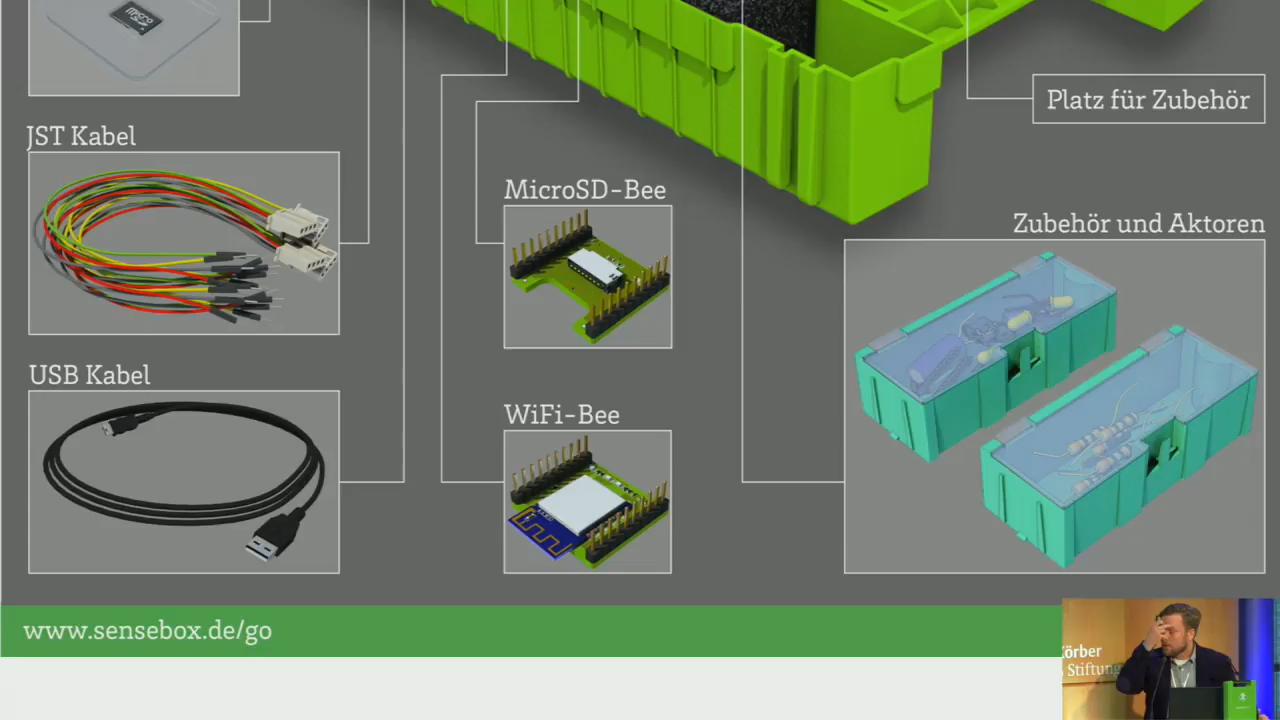 Micro
JST Kabel
USB Kabel
MicroSD-Bee
WiFi-Bee
Platz für Zubehör
Zubehör und Aktoren
www.sensebox.de/go
Körber
Stiftung